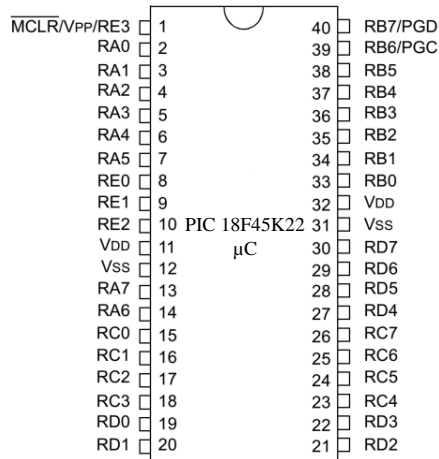 MCLR/VPP/RE3 1 40 RB7/PGD
RA0 2 39 RB6/PGC
RA1 3 38 RB5
RA2 4 37 RB4
RA3 5 36 RB3
RA4 6 35 RB2
RA5 7 34 RB1
RE0 8 33 RB0
RE1 9 32 VDD
RE2 10 PIC 18F45K22 31 VSS
VDD 11 µC 30 RD7
VSS 12 29 RD6
RA7 13 28 RD5
RA6 14 27 RD4
RC0 15 26 RC7
RC1 16 25 RC6
RC2 17 24 RC5
RC3 18 23 RC4
RD0 19 22 RD3
RD1 20 21 RD2